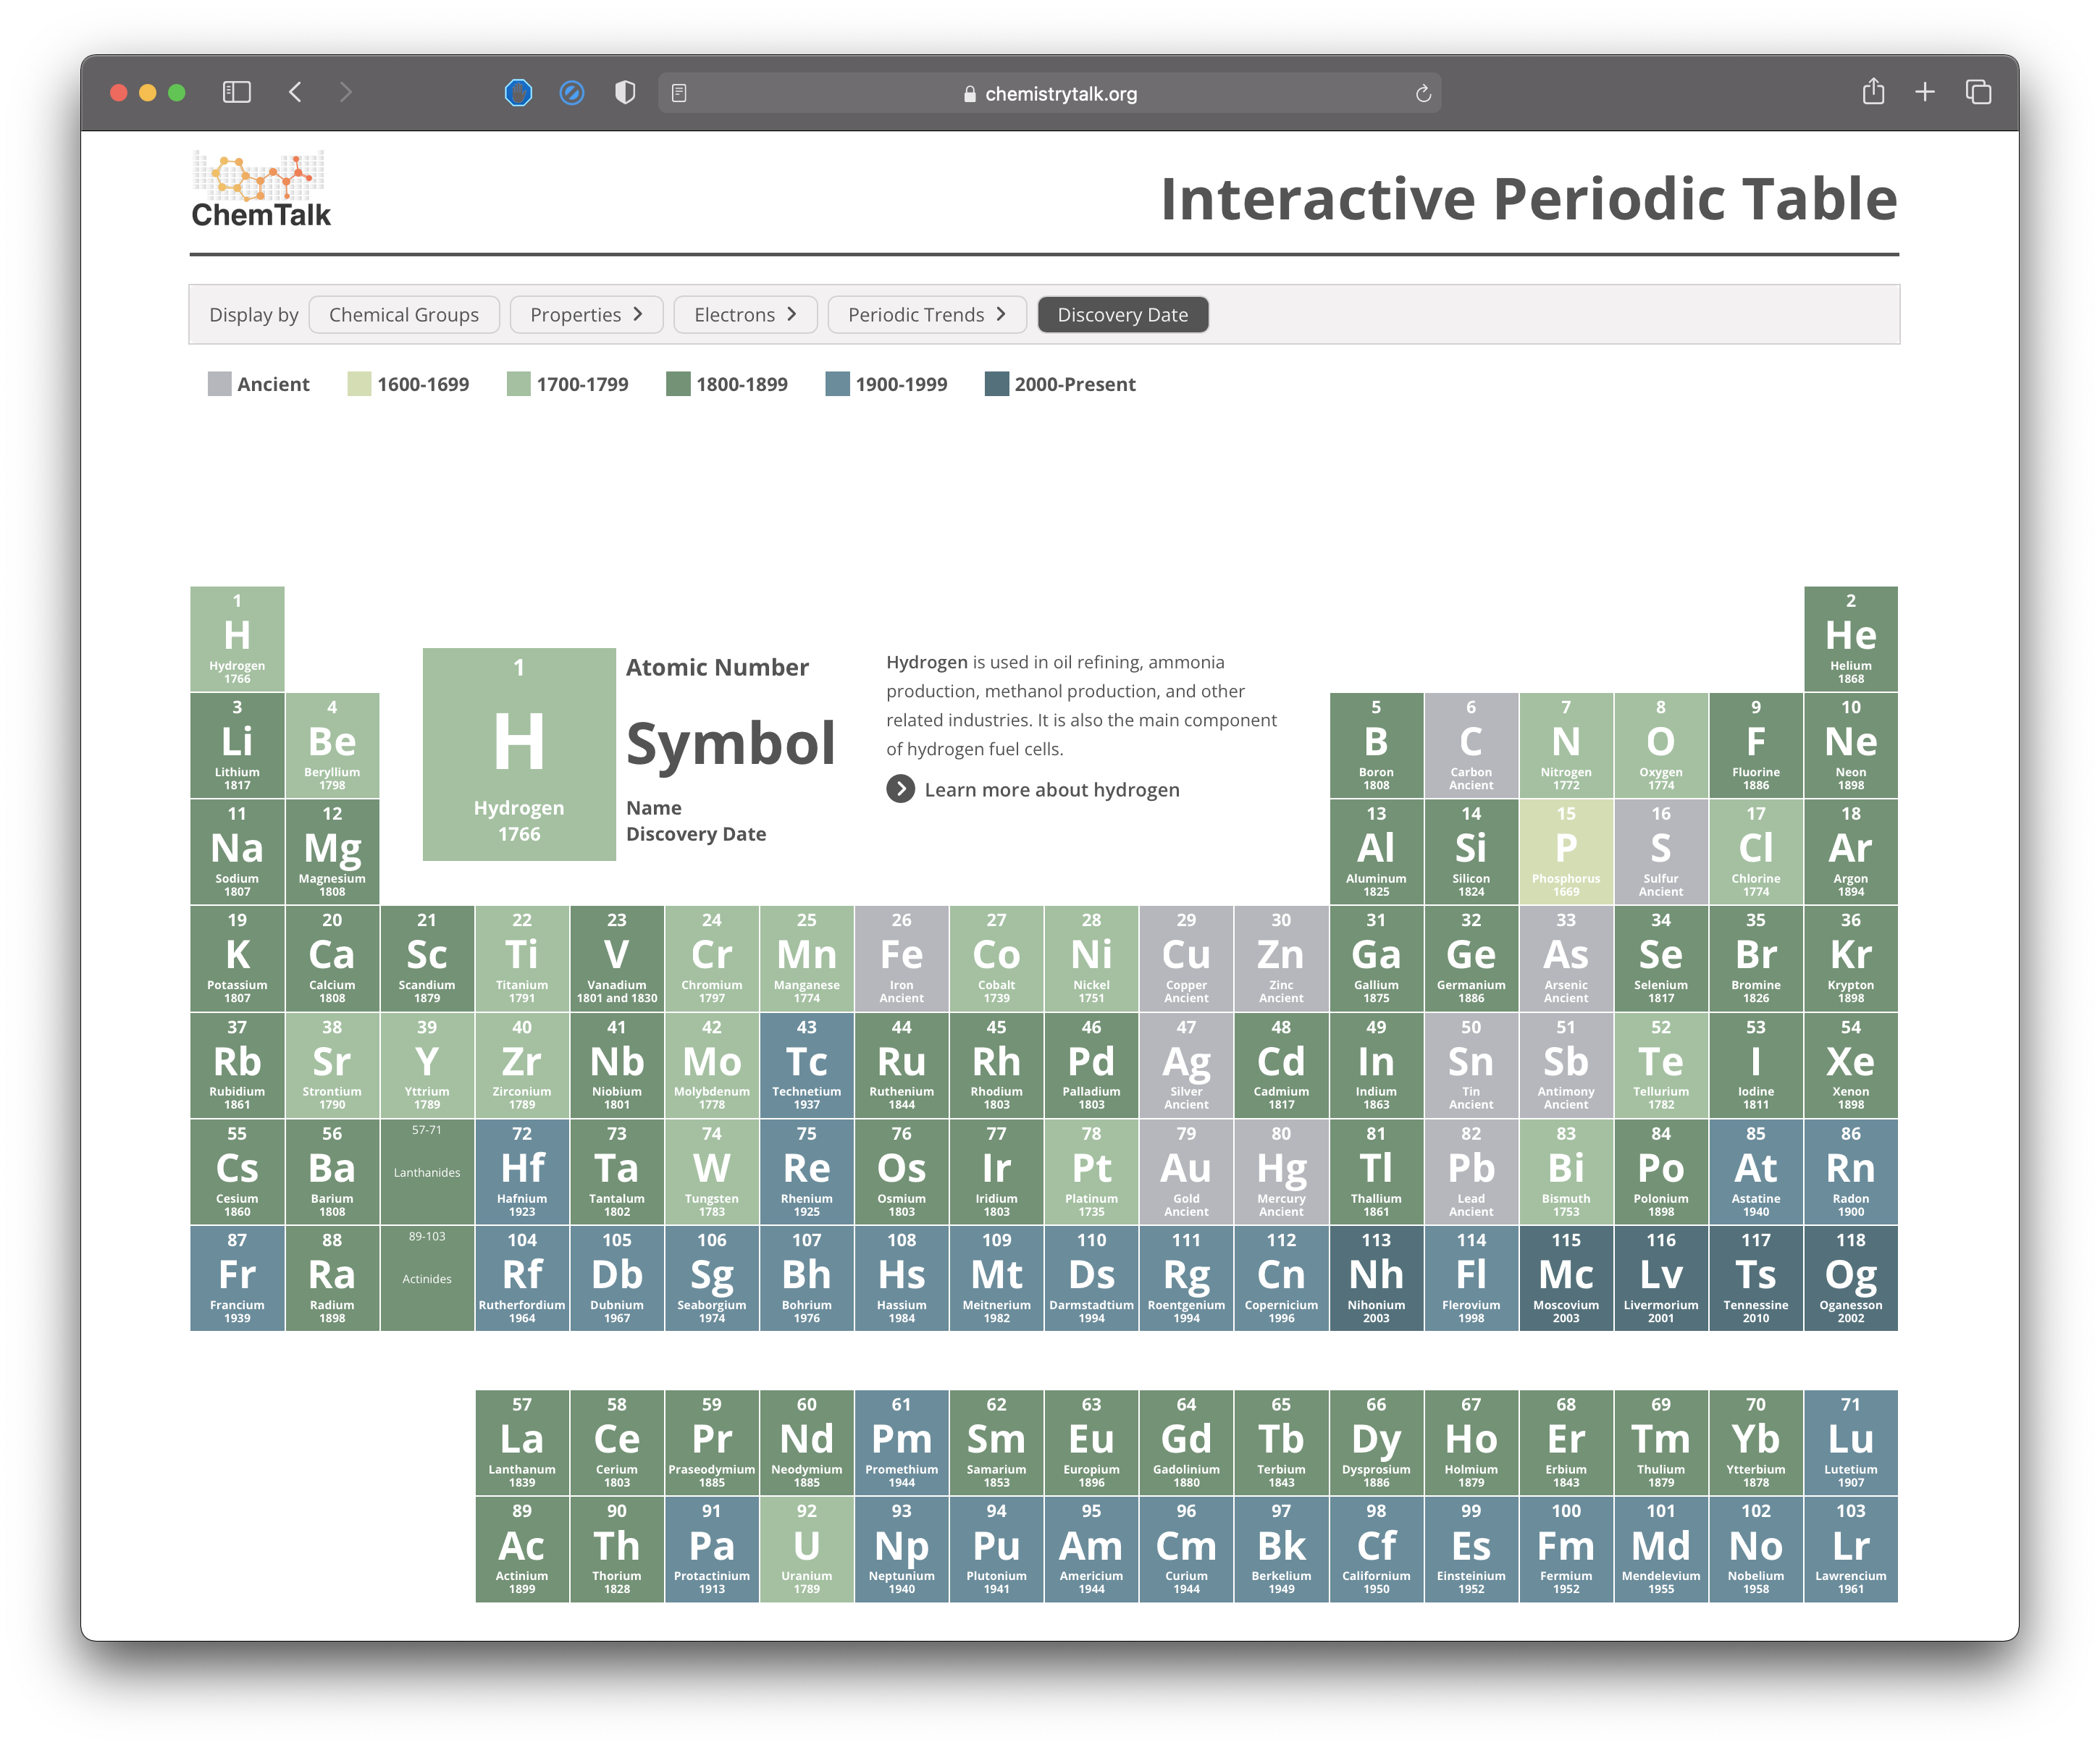 chemistrytalk.org
ChemTalk
Interactive Periodic Table
Display by Chemical Groups Properties Electrons Periodic Trends Discovery Date
Ancient 1600-1699 1700-1799 1800-1899 1900-1999 2000-Present
1 2
H He
Hydrogen Helium
1766 1868
1 Atomic Number
H Symbol
Hydrogen Name
1766 Discovery Date
Hydrogen is used in oil refining, ammonia
production, methanol production, and other
related industries. It is also the main component
of hydrogen fuel cells.
Learn more about hydrogen
3 4 5 6 7 8 9 10
Li Be B C N O F Ne
Lithium Beryllium Boron Carbon Nitrogen Oxygen Fluorine Neon
1817 1798 1808 Ancient 1772 1774 1886 1898
11 12 13 14 15 16 17 18
Na Mg Al Si P S Cl Ar
Sodium Magnesium Aluminum Silicon Phosphorus Sulfur Chlorine Argon
1807 1808 1825 1824 1669 Ancient 1774 1894
19 20 21 22 23 24 25 26 27 28 29 30 31 32 33 34 35 36
K Ca Sc Ti V Cr Mn Fe Co Ni Cu Zn Ga Ge As Se Br Kr
Potassium Calcium Scandium Titanium Vanadium Chromium Manganese Iron Cobalt Nickel Copper Zinc Gallium Germanium Arsenic Selenium Bromine Krypton
1807 1808 1879 1791 1801 and 1830 1797 1774 Ancient 1739 1751 Ancient Ancient 1875 1886 Ancient 1817 1826 1898
37 38 39 40 41 42 43 44 45 46 47 48 49 50 51 52 53 54
Rb Sr Y Zr Nb Mo Tc Ru Rh Pd Ag Cd In Sn Sb Te I Xe
Rubidium Strontium Yttrium Zirconium Niobium Molybdenum Technetium Ruthenium Rhodium Palladium Silver Cadmium Indium Tin Antimony Tellurium Iodine Xenon
1861 1790 1789 1789 1801 1778 1937 1844 1803 1803 Ancient 1817 1863 Ancient Ancient 1782 1811 1898
55 56 57-71 72 73 74 75 76 77 78 79 80 81 82 83 84 85 86
Cs Ba Lanthanides Hf Ta W Re Os Ir Pt Au Hg Tl Pb Bi Po At Rn
Cesium Barium Hafnium Tantalum Tungsten Rhenium Osmium Iridium Platinum Gold Mercury Thallium Lead Bismuth Polonium Astatine Radon
1860 1808 1923 1802 1783 1925 1803 1803 1735 Ancient Ancient 1861 Ancient 1753 1898 1940 1900
87 88 89-103 104 105 106 107 108 109 110 111 112 113 114 115 116 117 118
Fr Ra Actinides Rf Db Sg Bh Hs Mt Ds Rg Cn Nh Fl Mc Lv Ts Og
Francium Radium Rutherfordium Dubnium Seaborgium Bohrium Hassium Meitnerium Darmstadtium Roentgenium Copernicium Nihonium Flerovium Moscovium Livermorium Tennessine Oganesson
1939 1898 1964 1967 1974 1976 1984 1982 1994 1994 1996 2003 1998 2003 2001 2010 2002
57 58 59 60 61 62 63 64 65 66 67 68 69 70 71
La Ce Pr Nd Pm Sm Eu Gd Tb Dy Ho Er Tm Yb Lu
Lanthanum Cerium Praseodymium Neodymium Promethium Samarium Europium Gadolinium Terbium Dysprosium Holmium Erbium Thulium Ytterbium Lutetium
1839 1803 1885 1885 1944 1853 1896 1880 1843 1886 1879 1843 1879 1878 1907
89 90 91 92 93 94 95 96 97 98 99 100 101 102 103
Ac Th Pa U Np Pu Am Cm Bk Cf Es Fm Md No Lr
Actinium Thorium Protactinium Uranium Neptunium Plutonium Americium Curium Berkelium Californium Einsteinium Fermium Mendelevium Nobelium Lawrencium
1899 1828 1913 1789 1940 1941 1944 1944 1949 1950 1952 1952 1955 1958 1961